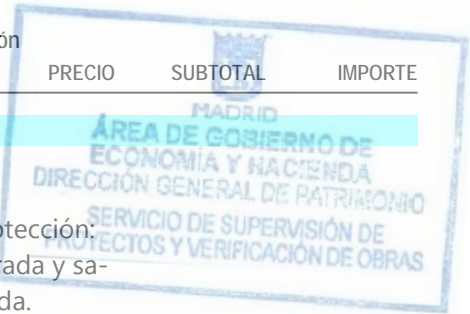 ón
PRECIO SUBTOTAL IMPORTE
MADRID
ÁREA DE GOBIERNO DE
ECONOMÍA Y HACIENDA
DIRECCIÓN GENERAL DE PATRIMONIO
SERVICIO DE SUPERVISIÓN DE
PROYECTOS Y VERIFICACIÓN DE OBRAS
otección:
rada y sa-
da.